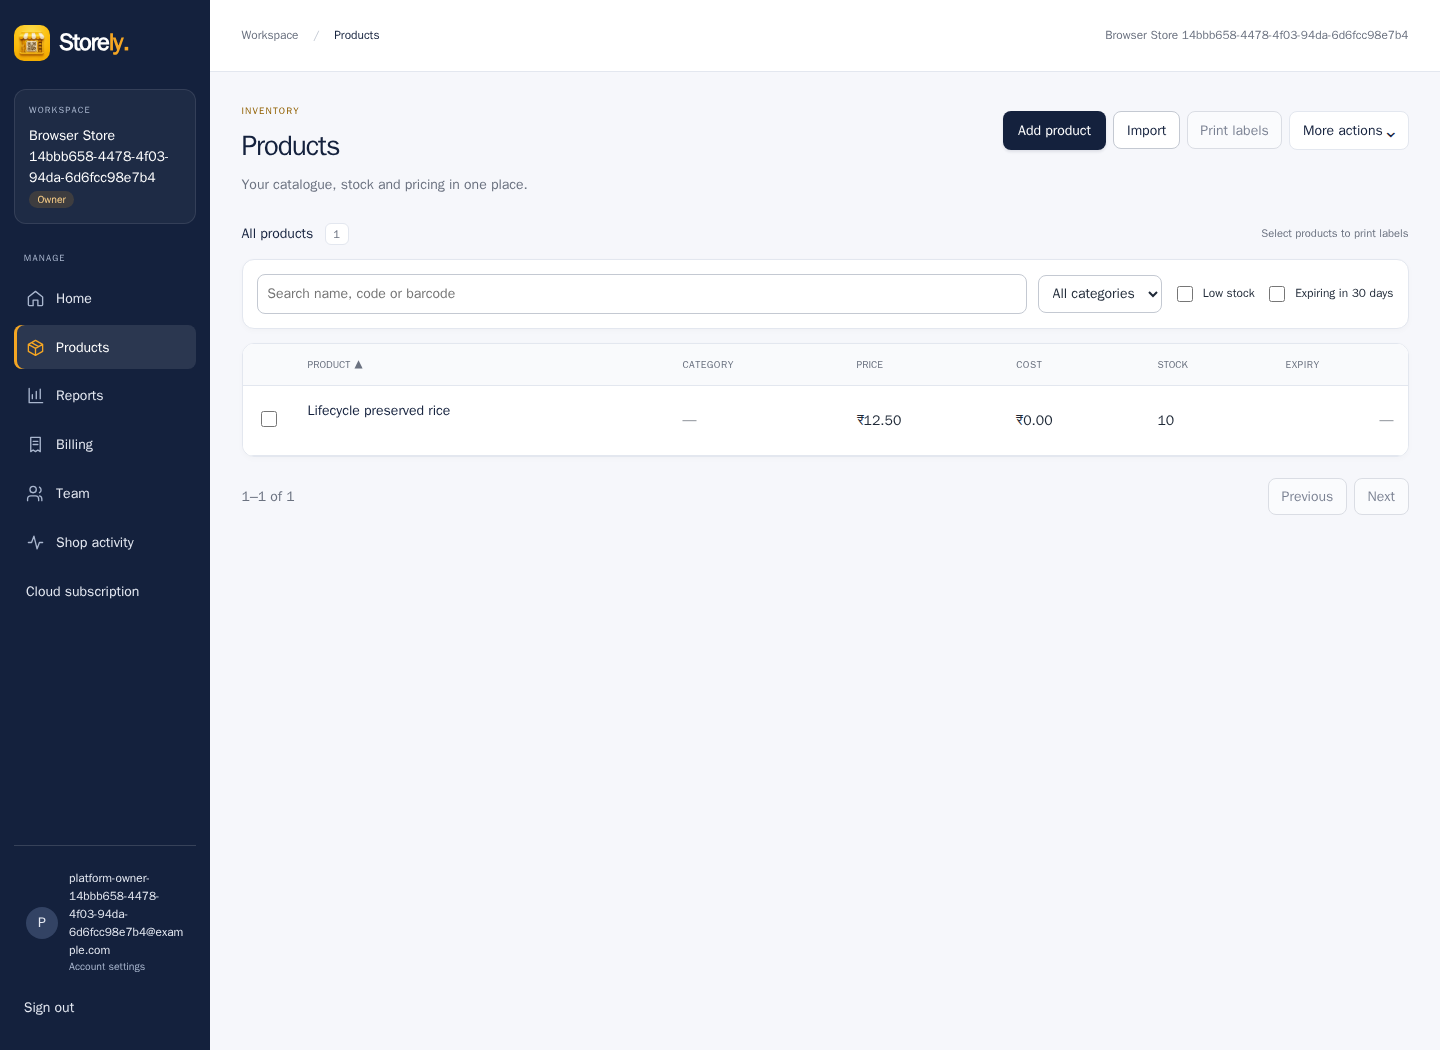 Storely.
WORKSPACE
Browser Store
14bbb658-4478-4f03-
94da-6d6fcc98e7b4
Owner
MANAGE
Home
Products
Reports
Billing
Team
Shop activity
Cloud subscription
P
platform-owner-
14bbb658-4478-
4f03-94da-
6d6fcc98e7b4@exam
ple.com
Account settings
Sign out
Workspace / Products
Browser Store 14bbb658-4478-4f03-94da-6d6fcc98e7b4
INVENTORY
Products
Your catalogue, stock and pricing in one place.
Add product
Import
Print labels
More actions
All products 1
Select products to print labels
Search name, code or barcode
All categories
Low stock
Expiring in 30 days
PRODUCT ▲ CATEGORY PRICE COST STOCK EXPIRY
Lifecycle preserved rice — ₹12.50 ₹0.00 10 —
1–1 of 1
Previous
Next